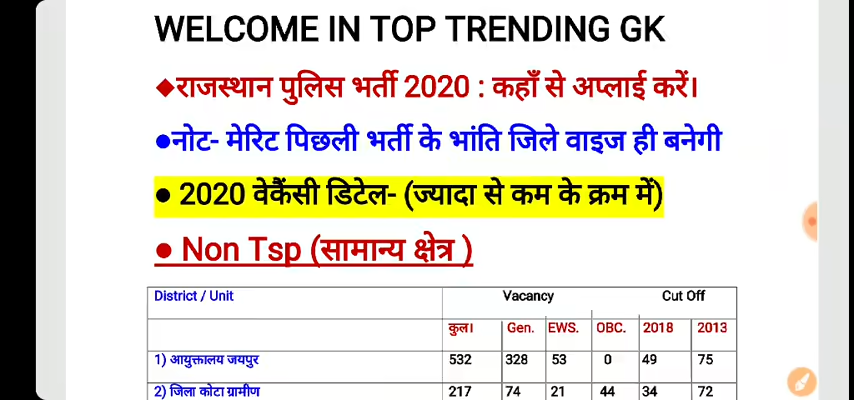 WELCOME IN TOP TRENDING GK
◆राजस्थान पुलिस भर्ती 2020 : कहाँ से अप्लाई करें।
●नोट- मेरिट पिछली भर्ती के भांति जिले वाइज ही बनेगी
● 2020 वेकैंसी डिटेल- (ज्यादा से कम के क्रम में)
● Non Tsp (सामान्य क्षेत्र )
District / Unit Vacancy Cut Off
कुल। Gen. EWS. OBC. 2018 2013
1) आयुक्तालय जयपुर 532 328 53 0 49 75
2) जिला कोटा ग्रामीण 217 74 21 44 34 72